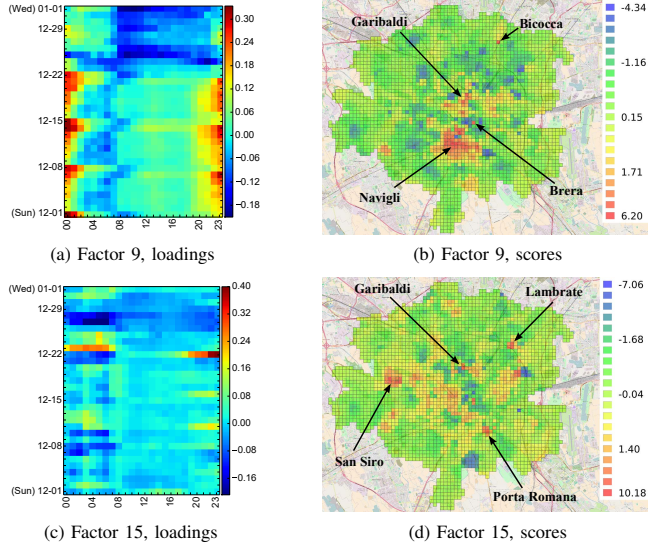 (Wed) 01-01
12-29
12-22
12-15
12-08
(Sun) 12-01
00 04 08 12 16 20 23
0.30
0.24
0.18
0.12
0.06
0.00
−0.06
−0.12
−0.18
(a) Factor 9, loadings
Garibaldi
Bicocca
Navigli
Brera
-4.34
-1.16
0.15
1.71
6.20
(b) Factor 9, scores
(Wed) 01-01
12-29
12-22
12-15
12-08
(Sun) 12-01
00 04 08 12 16 20 23
0.40
0.32
0.24
0.16
0.08
0.00
−0.08
−0.16
(c) Factor 15, loadings
Garibaldi
Lambrate
San Siro
Porta Romana
-7.06
-1.68
-0.04
1.40
10.18
(d) Factor 15, scores